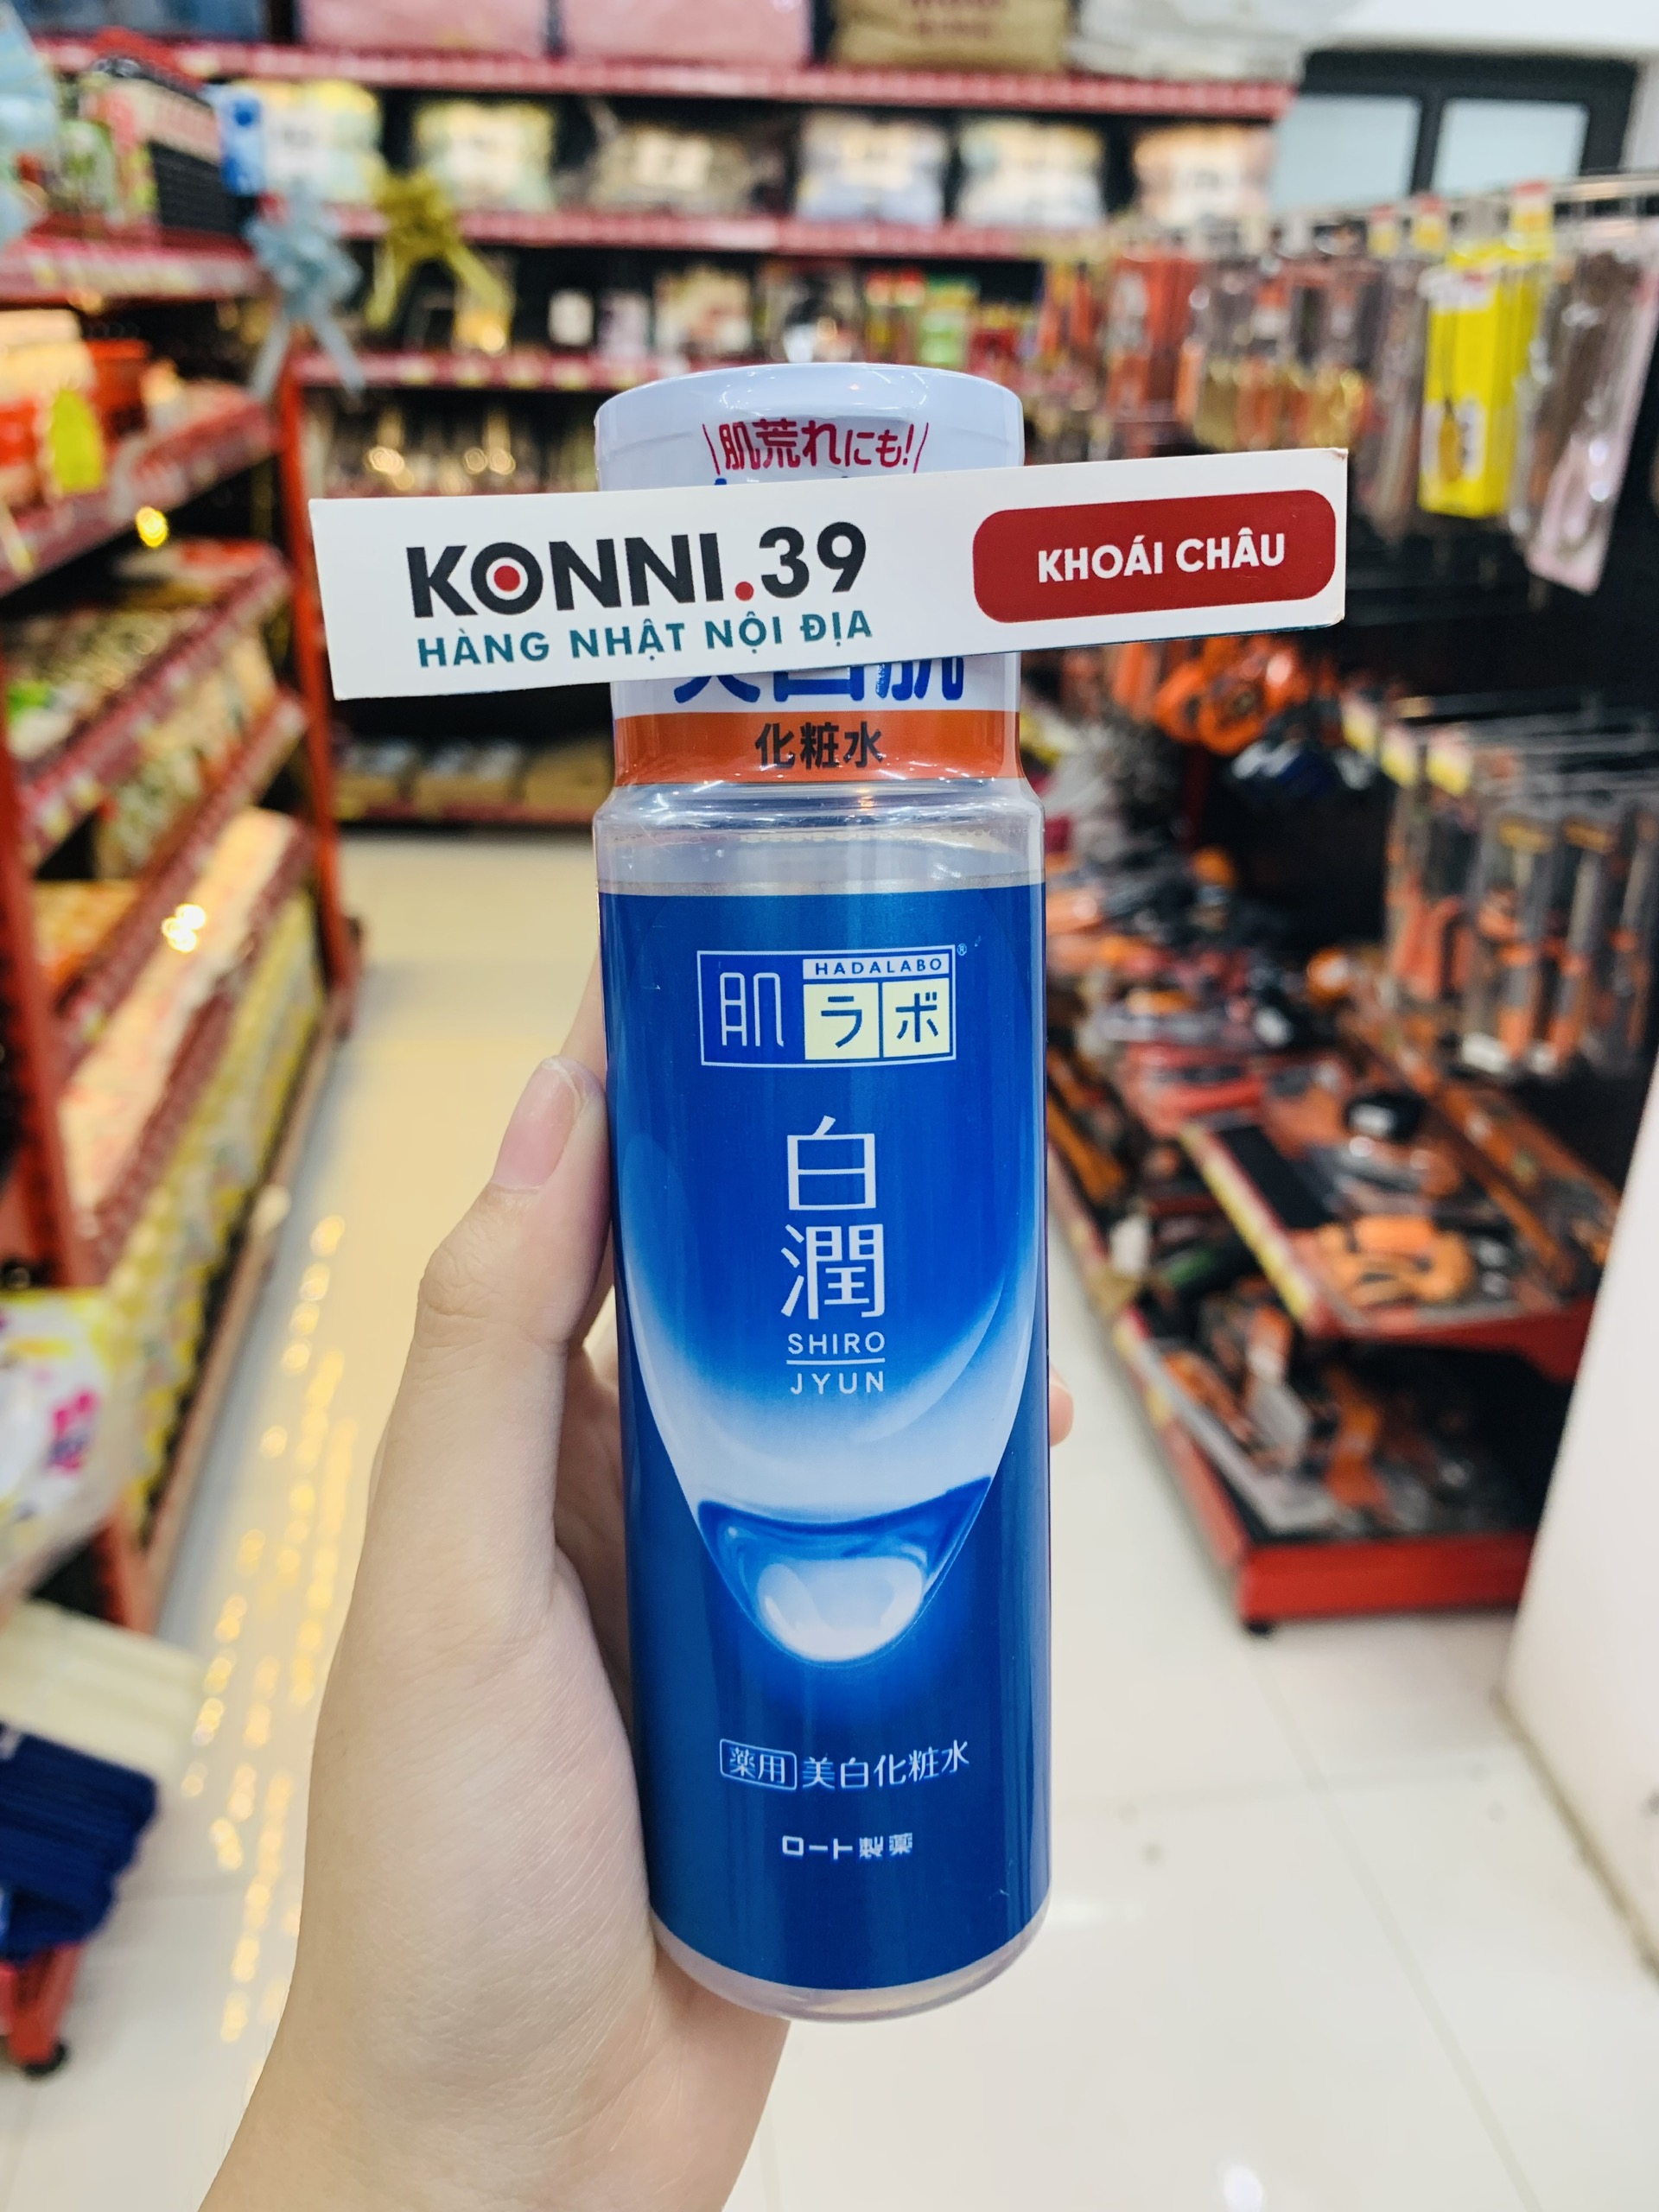 肌荒れにも!
KONNI.39
KHOÁI CHÂU
HÀNG NHẬT NỘI ĐỊA
化粧水
HADALABO
肌ラボ®
白潤
SHIRO
JYUN
薬用 美白化粧水
ロート製薬